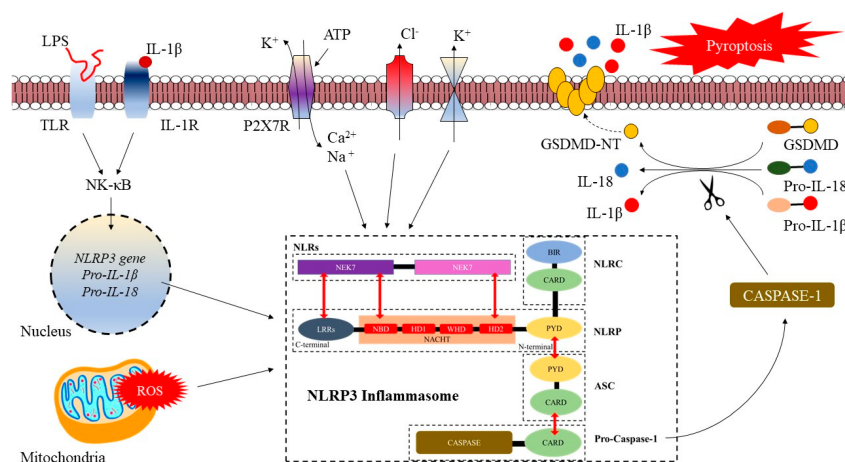 LPS
IL-1β
K⁺
ATP
Cl⁻
K⁺
IL-1β
Pyroptosis
TLR
IL-1R
P2X7R
Ca²⁺
Na⁺
GSDMD-NT
GSDMD
IL-18
Pro-IL-18
IL-1β
Pro-IL-1β
NK-κB
NLRP3 gene
Pro-IL-1β
Pro-IL-18
Nucleus
ROS
Mitochondria
NLRs
NEK7
NEK7
BIR
CARD
NLRC
LRRs
C-terminal
NBD
HD1
WHD
HD2
NACHT
PYD
N-terminal
NLRP
PYD
CARD
ASC
NLRP3 Inflammasome
CASPASE
CARD
Pro-Caspase-1
CASPASE-1